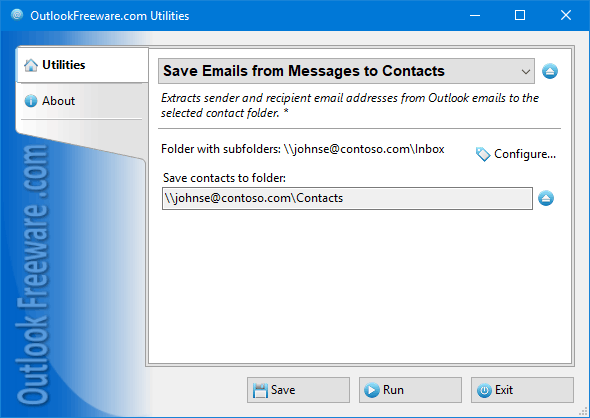 OutlookFreeware.com Utilities
Utilities
About
Save Emails from Messages to Contacts
Extracts sender and recipient email addresses from Outlook emails to the
selected contact folder. *
Folder with subfolders: \\johnse@contoso.com\Inbox
Configure...
Save contacts to folder:
\\johnse@contoso.com\Contacts
Outlook Freeware .com
Save
Run
Exit